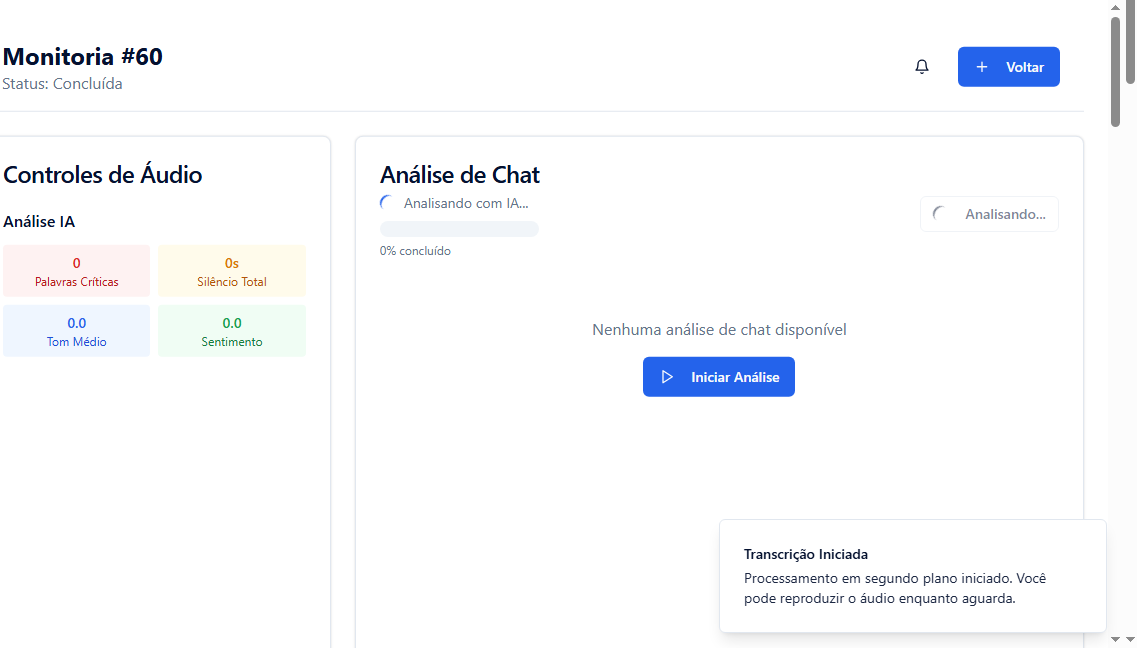 Monitoria #60
Status: Concluída
Voltar
Controles de Áudio
Análise IA
0
Palavras Críticas
0s
Silêncio Total
0.0
Tom Médio
0.0
Sentimento
Análise de Chat
Analisando com IA...
0% concluído
Analisando...
Nenhuma análise de chat disponível
Iniciar Análise
Transcrição Iniciada
Processamento em segundo plano iniciado. Você
pode reproduzir o áudio enquanto aguarda.